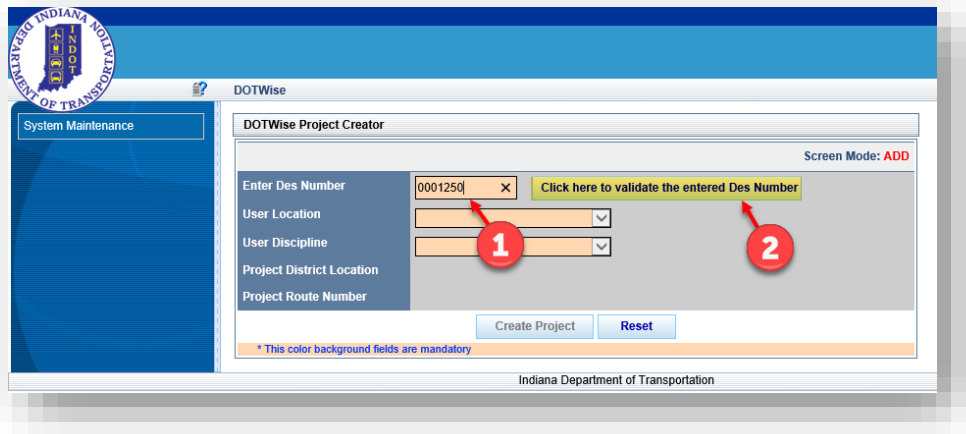 INDIANA DEPARTMENT OF TRANSPORTATION
INDOT
DOTWise
System Maintenance
DOTWise Project Creator
Screen Mode: ADD
Enter Des Number 0001250 × Click here to validate the entered Des Number
User Location
User Discipline
1
2
Project District Location
Project Route Number
Create Project Reset
* This color background fields are mandatory
Indiana Department of Transportation